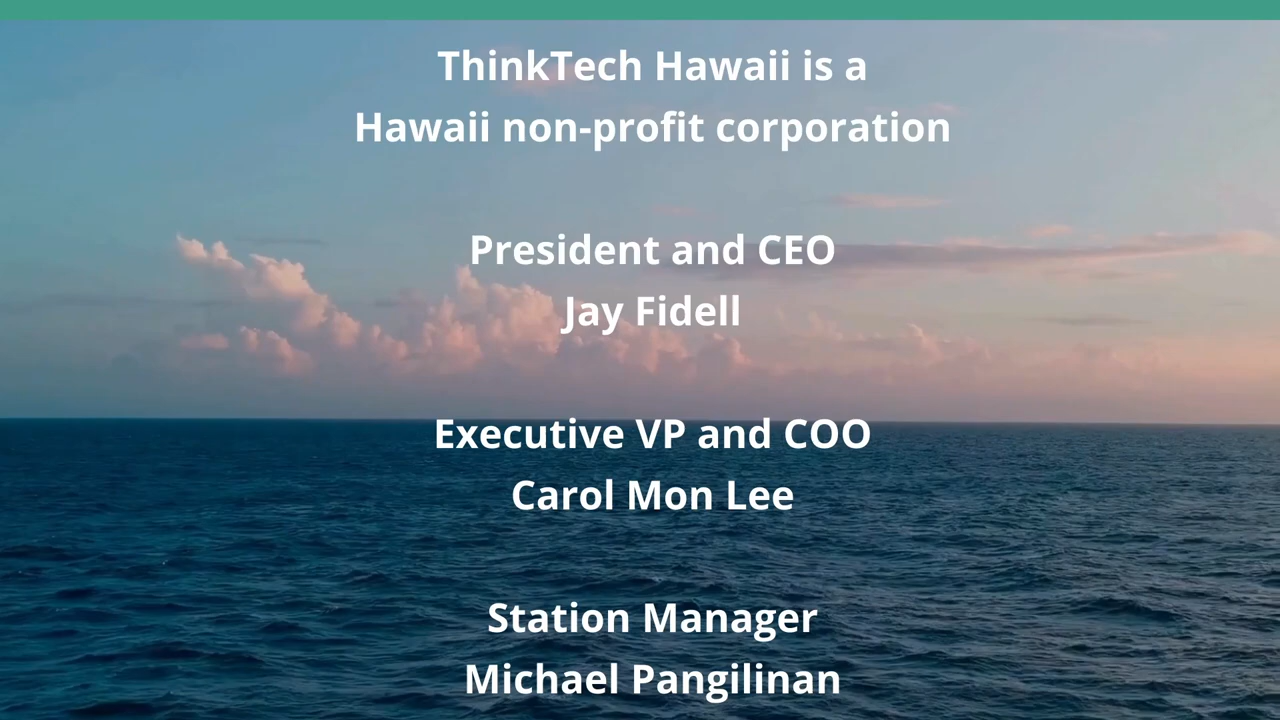 ThinkTech Hawaii is a
Hawaii non-profit corporation
President and CEO
Jay Fidell
Executive VP and COO
Carol Mon Lee
Station Manager
Michael Pangilinan